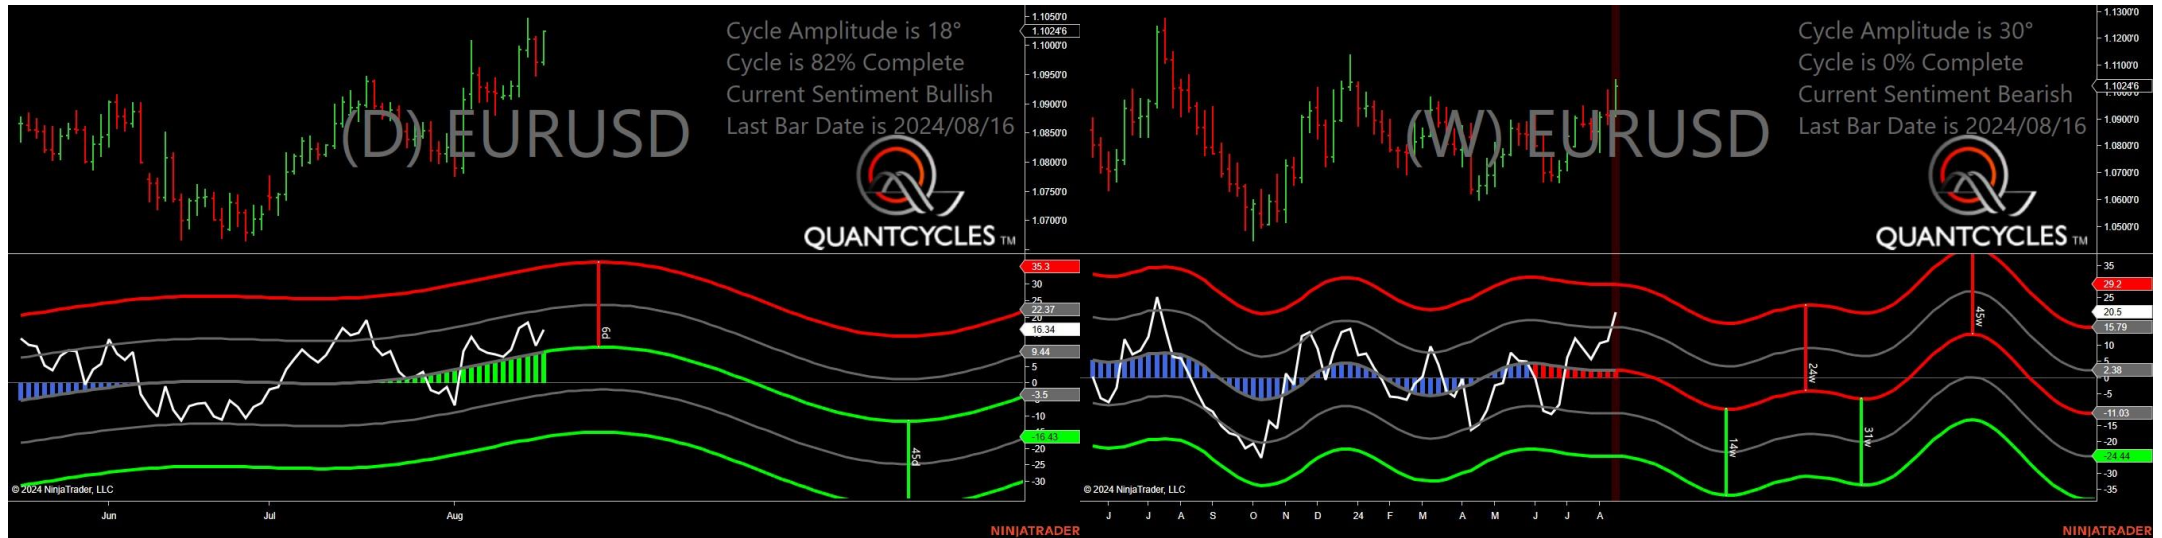 Cycle Amplitude is 18°
Cycle is 82% Complete
Current Sentiment Bullish
Last Bar Date is 2024/08/16
(D) EURUSD
QUANTCYCLES TM
1.1050'0
1.1024'6
1.1000'0
1.0950'0
1.0900'0
1.0850'0
1.0800'0
1.0750'0
1.0700'0
35.3
30
25
22.37
20
16.34
9.44
5
0
-3.5
-10
-16.43
-20
-25
-30
6d
45d
© 2024 NinjaTrader, LLC
Jun
Jul
Aug
NINJATRADER
Cycle Amplitude is 30°
Cycle is 0% Complete
Current Sentiment Bearish
Last Bar Date is 2024/08/16
(W) EURUSD
QUANTCYCLES TM
1.1300'0
1.1200'0
1.1100'0
1.1024'6
1.0900'0
1.0800'0
1.0700'0
1.0600'0
1.0500'0
35
29.2
25
20.5
15.79
10
5
2.38
0
-5
-11.03
-15
-20
-24.44
-30
-35
14w
24w
31w
45w
© 2024 NinjaTrader, LLC
J J A S O N D 24 F M A M J J A
NINJATRADER